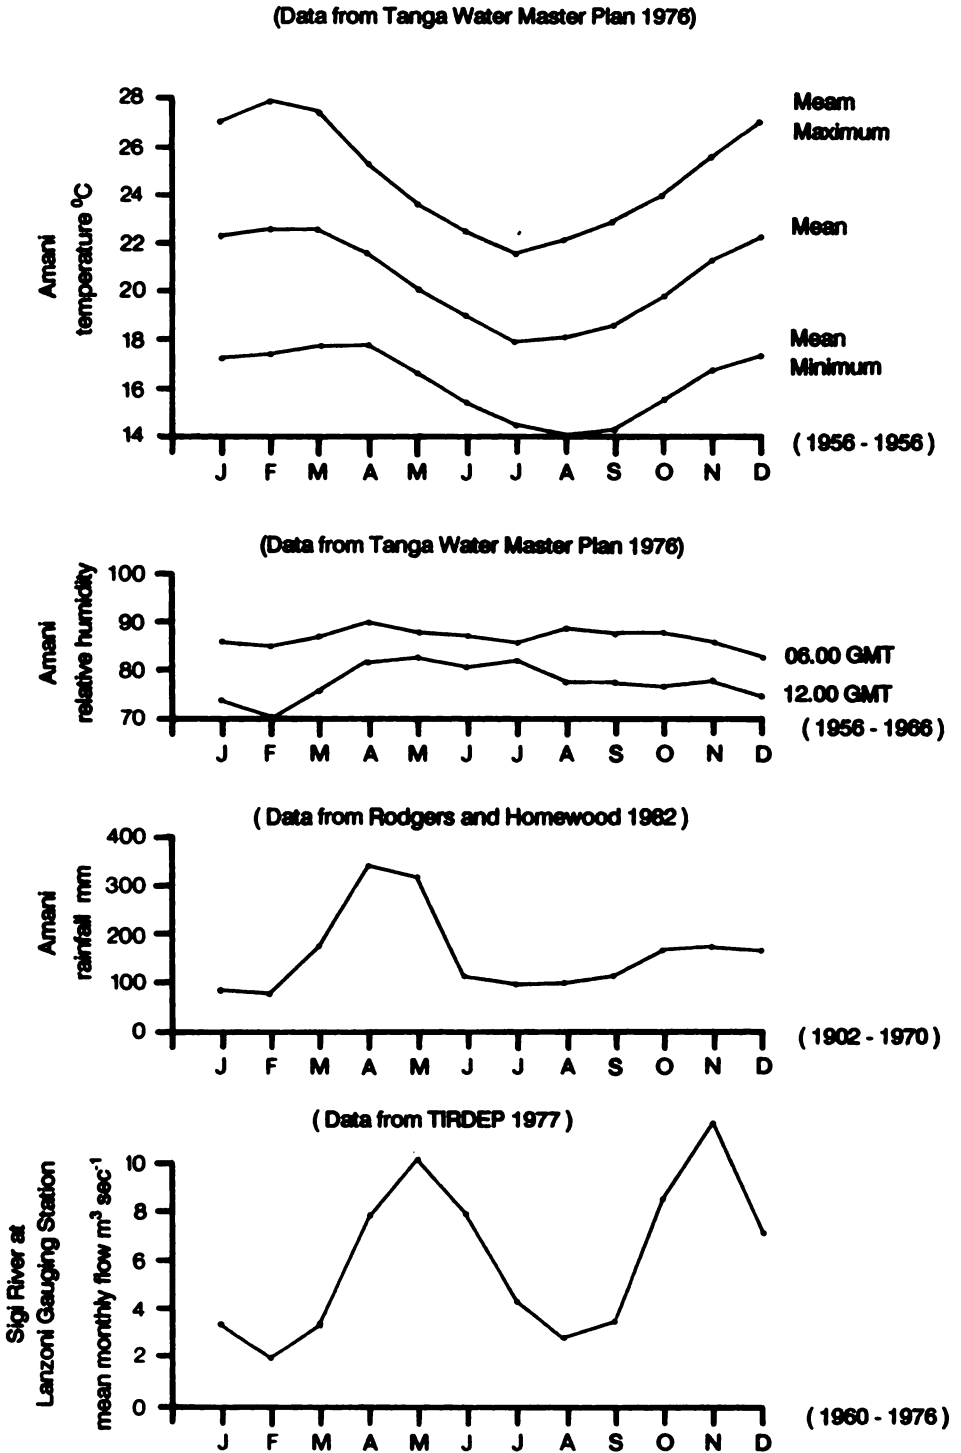 (Data from Tanga Water Master Plan 1976)
28
26
24
22
20
18
16
14
Amani
temperature ⁰C
Meam
Maximum
Mean
Mean
Minimum
(1956 - 1956)
J F M A M J J A S O N D
(Data from Tanga Water Master Plan 1976)
100
90
80
70
Amani
relative humidity
06.00 GMT
12.00 GMT
(1956 - 1966)
J F M A M J J A S O N D
(Data from Rodgers and Homewood 1982)
400
300
200
100
0
Amani
rainfall mm
(1902 - 1970)
J F M A M J J A S O N D
(Data from TIRDEP 1977)
10
8
6
4
2
0
Sigi River at
Lanzoni Gauging Station
mean monthly flow m³ sec⁻¹
(1960 - 1976)
J F M A M J J A S O N D